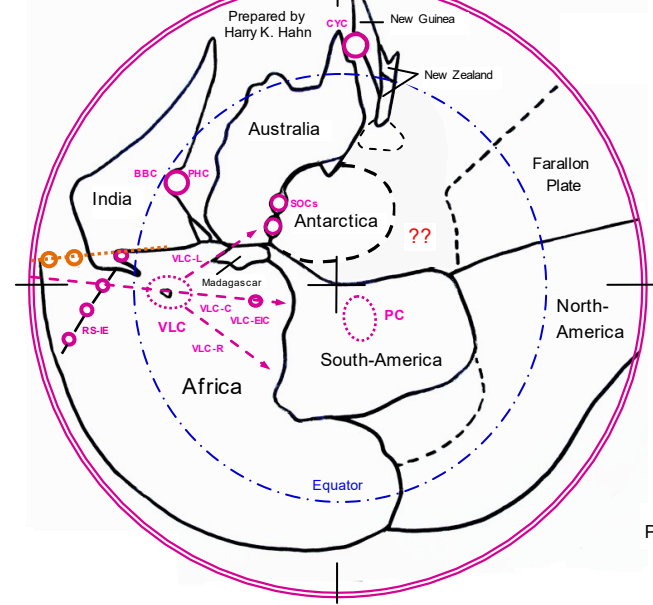 Prepared by
Harry K. Hahn
CYC
New Guinea
New Zealand
Australia
Farallon
Plate
BBC
PHC
India
SOCs
Antarctica
??
VLC-L
Madagascar
VLC-C
VLC-EIC
PC
North-
America
RS-IE
VLC
VLC-R
South-America
Africa
Equator